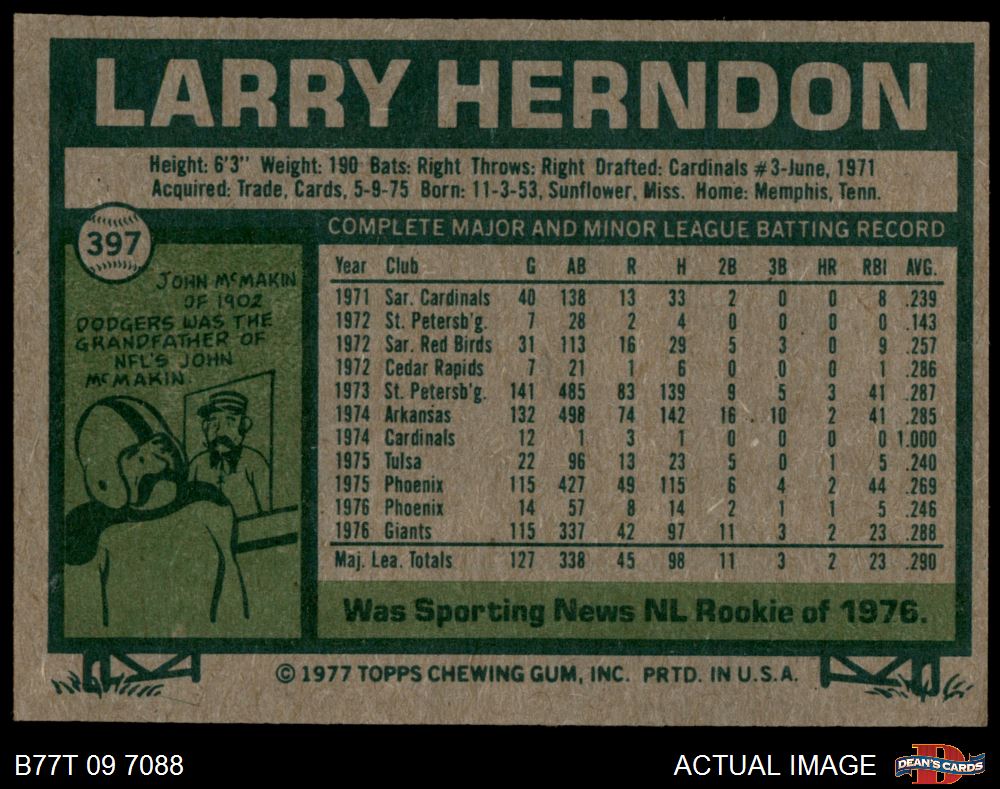 LARRY HERNDON
Height: 6'3" Weight: 190 Bats: Right Throws: Right Drafted: Cardinals #3-June, 1971
Acquired: Trade, Cards, 5-9-75 Born: 11-3-53, Sunflower, Miss. Home: Memphis, Tenn.
397
JOHN McMAKIN
OF 1902
DODGERS WAS THE
GRANDFATHER OF
NFL'S JOHN
McMAKIN.
COMPLETE MAJOR AND MINOR LEAGUE BATTING RECORD
Year Club G AB R H 2B 3B HR RBI AVG.
1971 Sar. Cardinals 40 138 13 33 2 0 0 8 .239
1972 St. Petersb'g. 7 28 2 4 0 0 0 0 .143
1972 Sar. Red Birds 31 113 16 29 5 3 0 9 .257
1972 Cedar Rapids 7 21 1 6 0 0 0 1 .286
1973 St. Petersb'g. 141 485 83 139 9 5 3 41 .287
1974 Arkansas 132 498 74 142 16 10 2 41 .285
1974 Cardinals 12 1 3 1 0 0 0 0 1.000
1975 Tulsa 22 96 13 23 5 0 1 5 .240
1975 Phoenix 115 427 49 115 6 4 2 44 .269
1976 Phoenix 14 57 8 14 2 1 1 5 .246
1976 Giants 115 337 42 97 11 3 2 23 .288
Maj. Lea. Totals 127 338 45 98 11 3 2 23 .290
Was Sporting News NL Rookie of 1976.
© 1977 TOPPS CHEWING GUM, INC. PRTD. IN U.S.A.
B77T 09 7088
ACTUAL IMAGE
DEAN'S CARDS